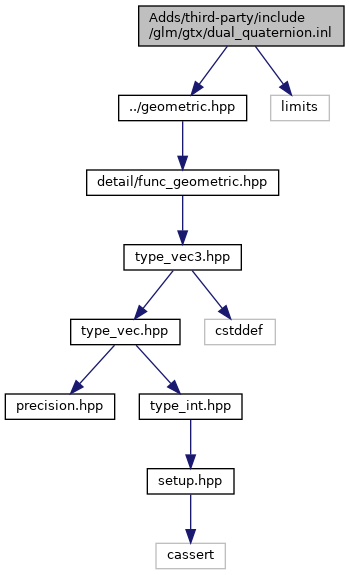 Adds/third-party/include
/glm/gtx/dual_quaternion.inl
../geometric.hpp
limits
detail/func_geometric.hpp
type_vec3.hpp
type_vec.hpp
cstddef
precision.hpp
type_int.hpp
setup.hpp
cassert